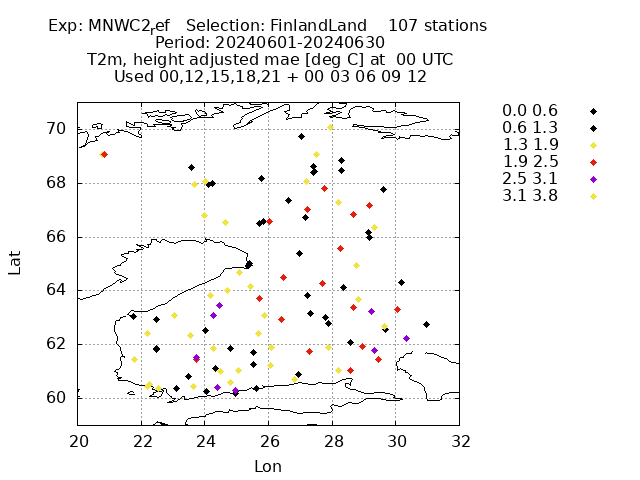 Exp: MNWC2ref   Selection: FinlandLand    107 stations
Period: 20240601-20240630
T2m, height adjusted mae [deg C] at  00 UTC
Used 00,12,15,18,21 + 00 03 06 09 12
0.0 0.6
0.6 1.3
1.3 1.9
1.9 2.5
2.5 3.1
3.1 3.8
70
68
66
64
62
60
Lat
20 22 24 26 28 30 32
Lon